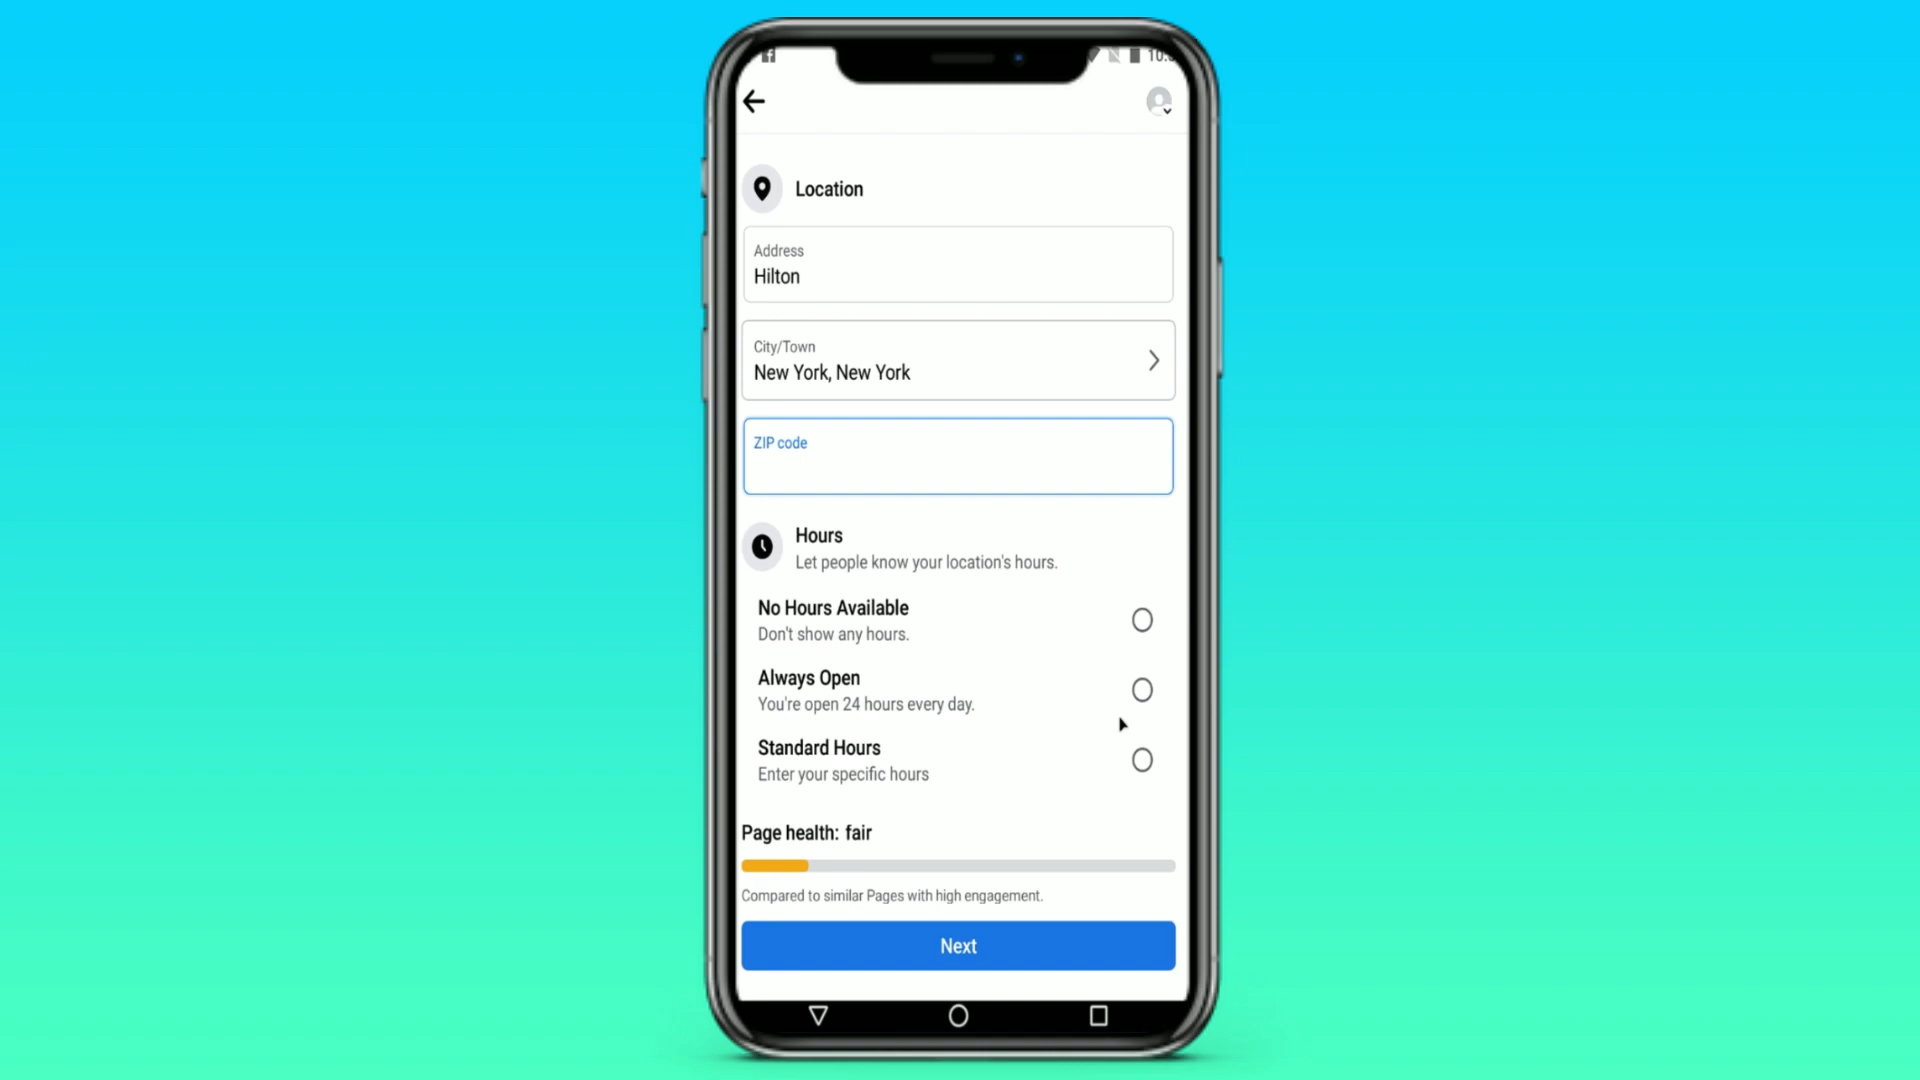 Location
Address
Hilton
City/Town
New York, New York
ZIP code
Hours
Let people know your location's hours.
No Hours Available
Don't show any hours.
Always Open
You're open 24 hours every day.
Standard Hours
Enter your specific hours
Page health: fair
Compared to similar Pages with high engagement.
Next